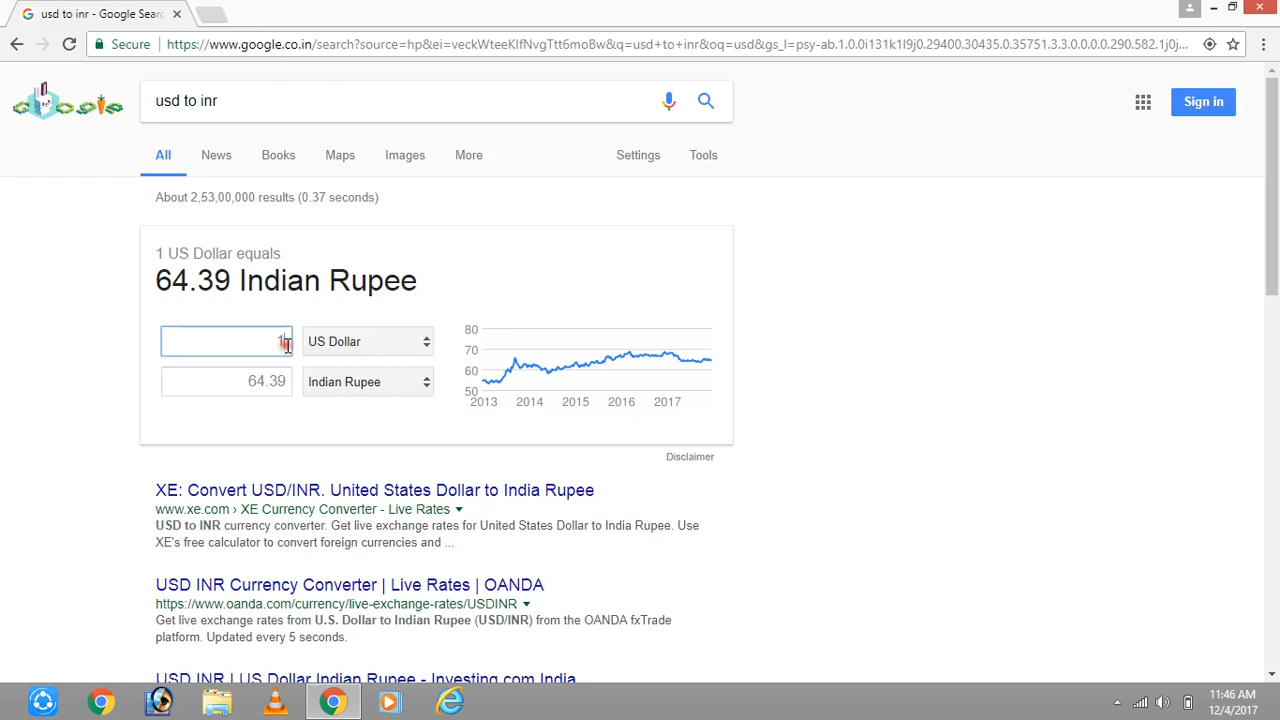 usd to inr - Google Sear
Secure https://www.google.co.in/search?source=hp&ei=veckWteeKIfNvgTtt6moBw&q=usd+to+inr&oq=usd&gs_l=psy-ab.1.0.0i131k1l9j0.29400.30435.0.35751.3.3.0.0.0.0.290.582.1j0j...
usd to inr
Sign in
All News Books Maps Images More Settings Tools
About 2,53,00,000 results (0.37 seconds)
1 US Dollar equals
64.39 Indian Rupee
1 US Dollar
64.39 Indian Rupee
80
70
60
50
2013 2014 2015 2016 2017
Disclaimer
XE: Convert USD/INR. United States Dollar to India Rupee
www.xe.com › XE Currency Converter - Live Rates
USD to INR currency converter. Get live exchange rates for United States Dollar to India Rupee. Use
XE's free calculator to convert foreign currencies and ...
USD INR Currency Converter | Live Rates | OANDA
https://www.oanda.com/currency/live-exchange-rates/USDINR
Get live exchange rates from U.S. Dollar to Indian Rupee (USD/INR) from the OANDA fxTrade
platform. Updated every 5 seconds.
USD INR | US Dollar Indian Rupee - Investing.com India
11:46 AM
12/4/2017